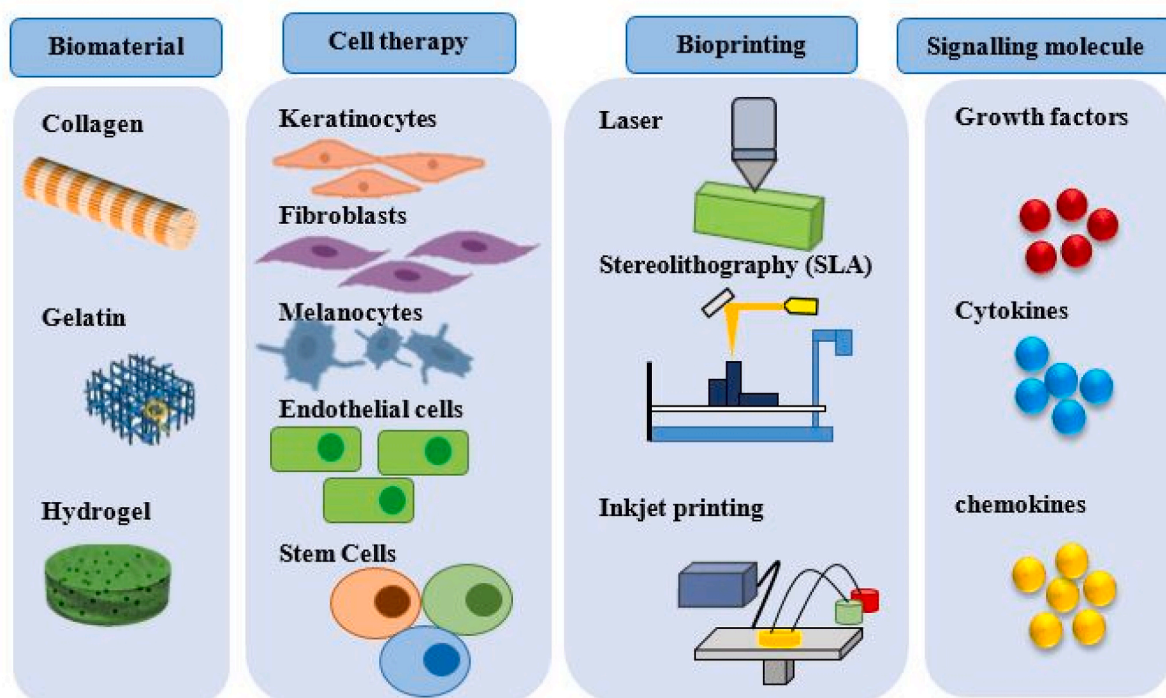 Biomaterial
Collagen
Gelatin
Hydrogel
Cell therapy
Keratinocytes
Fibroblasts
Melanocytes
Endothelial cells
Stem Cells
Bioprinting
Laser
Stereolithography (SLA)
Inkjet printing
Signalling molecule
Growth factors
Cytokines
chemokines